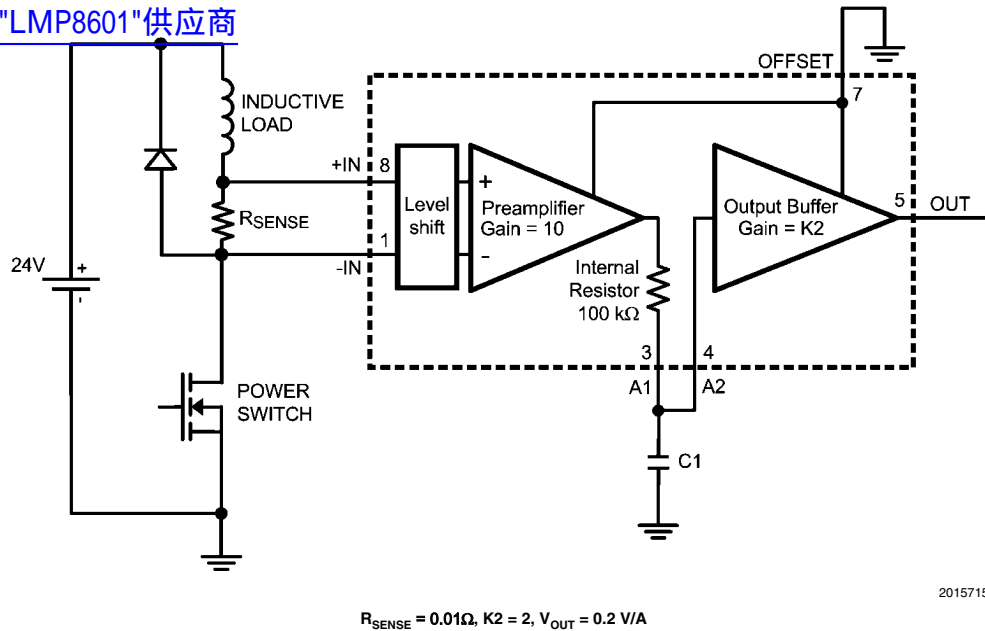 "LMP8601"供应商
OFFSET
7
INDUCTIVE
LOAD
+IN 8
Level
shift
+
Preamplifier
Gain = 10
-
Output Buffer
Gain = K2
5 OUT
RSENSE
1
-IN
24V
+
-
Internal
Resistor
100 kΩ
3 4
A1 A2
POWER
SWITCH
C1
2015715
RSENSE = 0.01Ω, K2 = 2, VOUT = 0.2 V/A